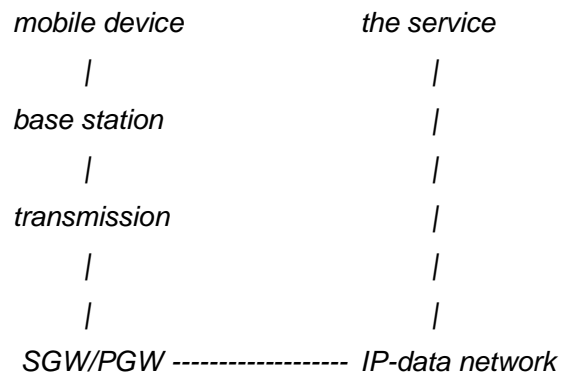 mobile device the service
| |
base station |
| |
transmission |
| |
| |
SGW/PGW ------------------- IP-data network